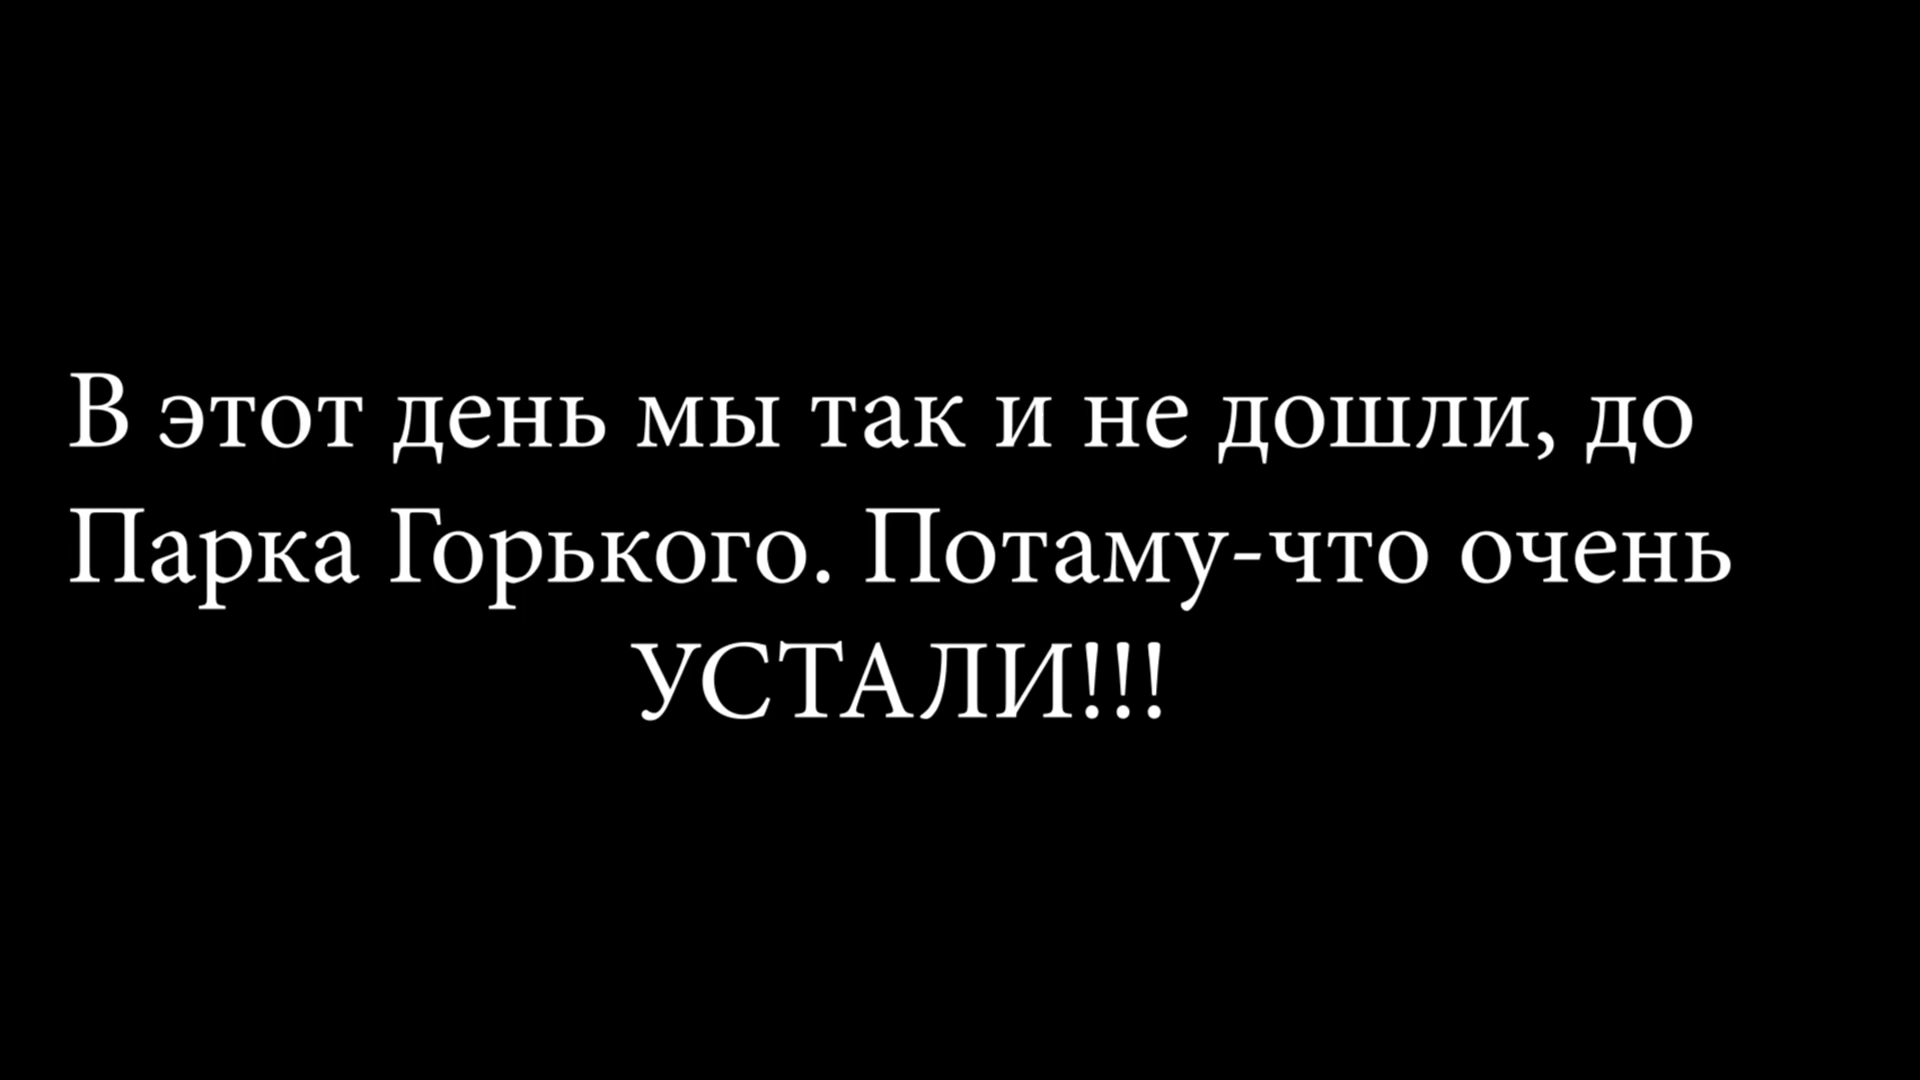 В этот день мы так и не дошли, до
Парка Горького. Потаму-что очень
УСТАЛИ!!!